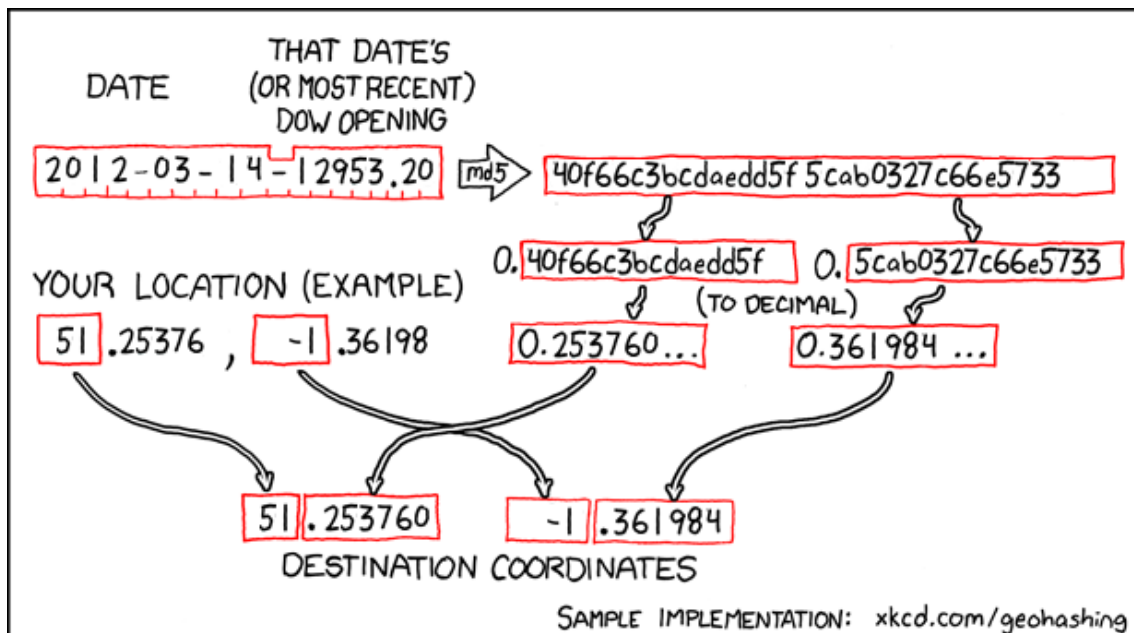 DATE
THAT DATE'S
(OR MOST RECENT)
DOW OPENING
2012-03-14-12953.20
md5
40f66c3bcdaedd5f5cab0327c66e5733
0.40f66c3bcdaedd5f
0.5cab0327c66e5733
YOUR LOCATION (EXAMPLE)
(TO DECIMAL)
51.25376, -1.36198
0.253760...
0.361984...
51.253760
-1.361984
DESTINATION COORDINATES
SAMPLE IMPLEMENTATION: xkcd.com/geohashing